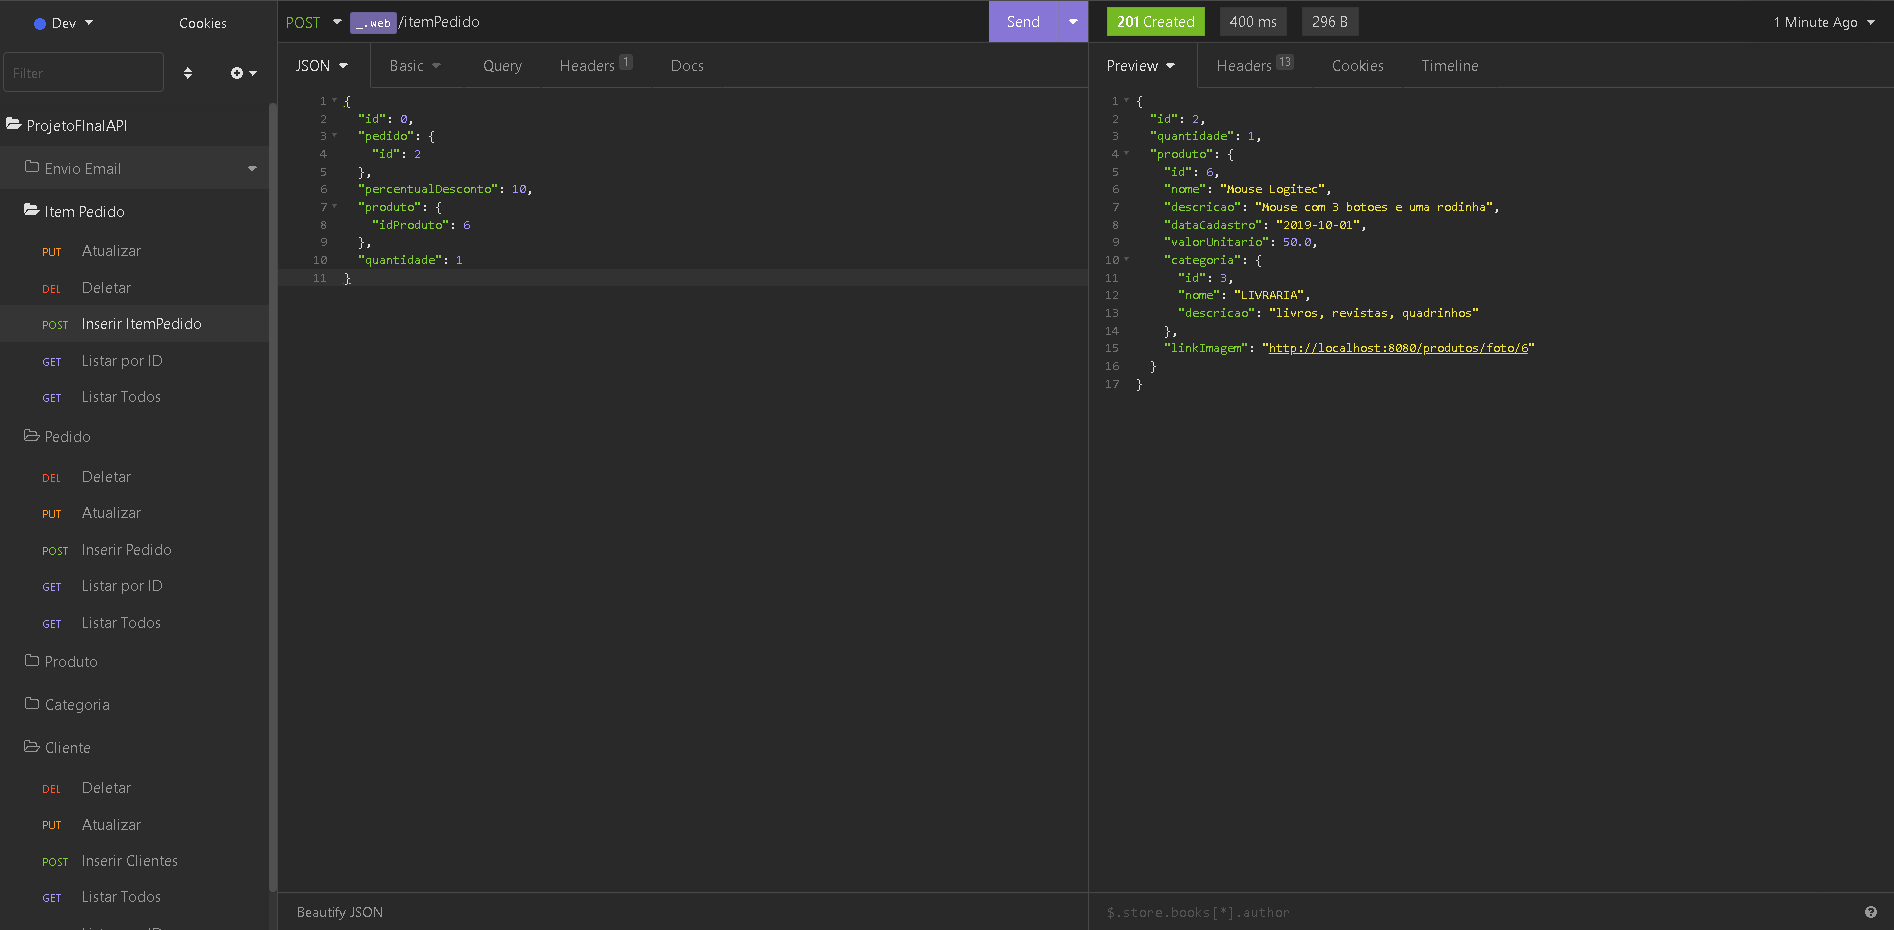 Dev
Cookies
Filter
ProjetoFInalAPI
Envio Email
Item Pedido
PUT Atualizar
DEL Deletar
POST Inserir ItemPedido
GET Listar por ID
GET Listar Todos
Pedido
DEL Deletar
PUT Atualizar
POST Inserir Pedido
GET Listar por ID
GET Listar Todos
Produto
Categoria
Cliente
DEL Deletar
PUT Atualizar
POST Inserir Clientes
GET Listar Todos
POST _.web/itemPedido
Send
JSON Basic Query Headers 1 Docs
1 {
2 "id": 0,
3 "pedido": {
4 "id": 2
5 },
6 "percentualDesconto": 10,
7 "produto": {
8 "idProduto": 6
9 },
10 "quantidade": 1
11 }
Beautify JSON
201 Created 400 ms 296 B 1 Minute Ago
Preview Headers 13 Cookies Timeline
1 {
2 "id": 2,
3 "quantidade": 1,
4 "produto": {
5 "id": 6,
6 "nome": "Mouse Logitec",
7 "descricao": "Mouse com 3 botoes e uma rodinha",
8 "dataCadastro": "2019-10-01",
9 "valorUnitario": 50.0,
10 "categoria": {
11 "id": 3,
12 "nome": "LIVRARIA",
13 "descricao": "livros, revistas, quadrinhos"
14 },
15 "linkImagem": "http://localhost:8080/produtos/foto/6"
16 }
17 }
$.store.books[*].author